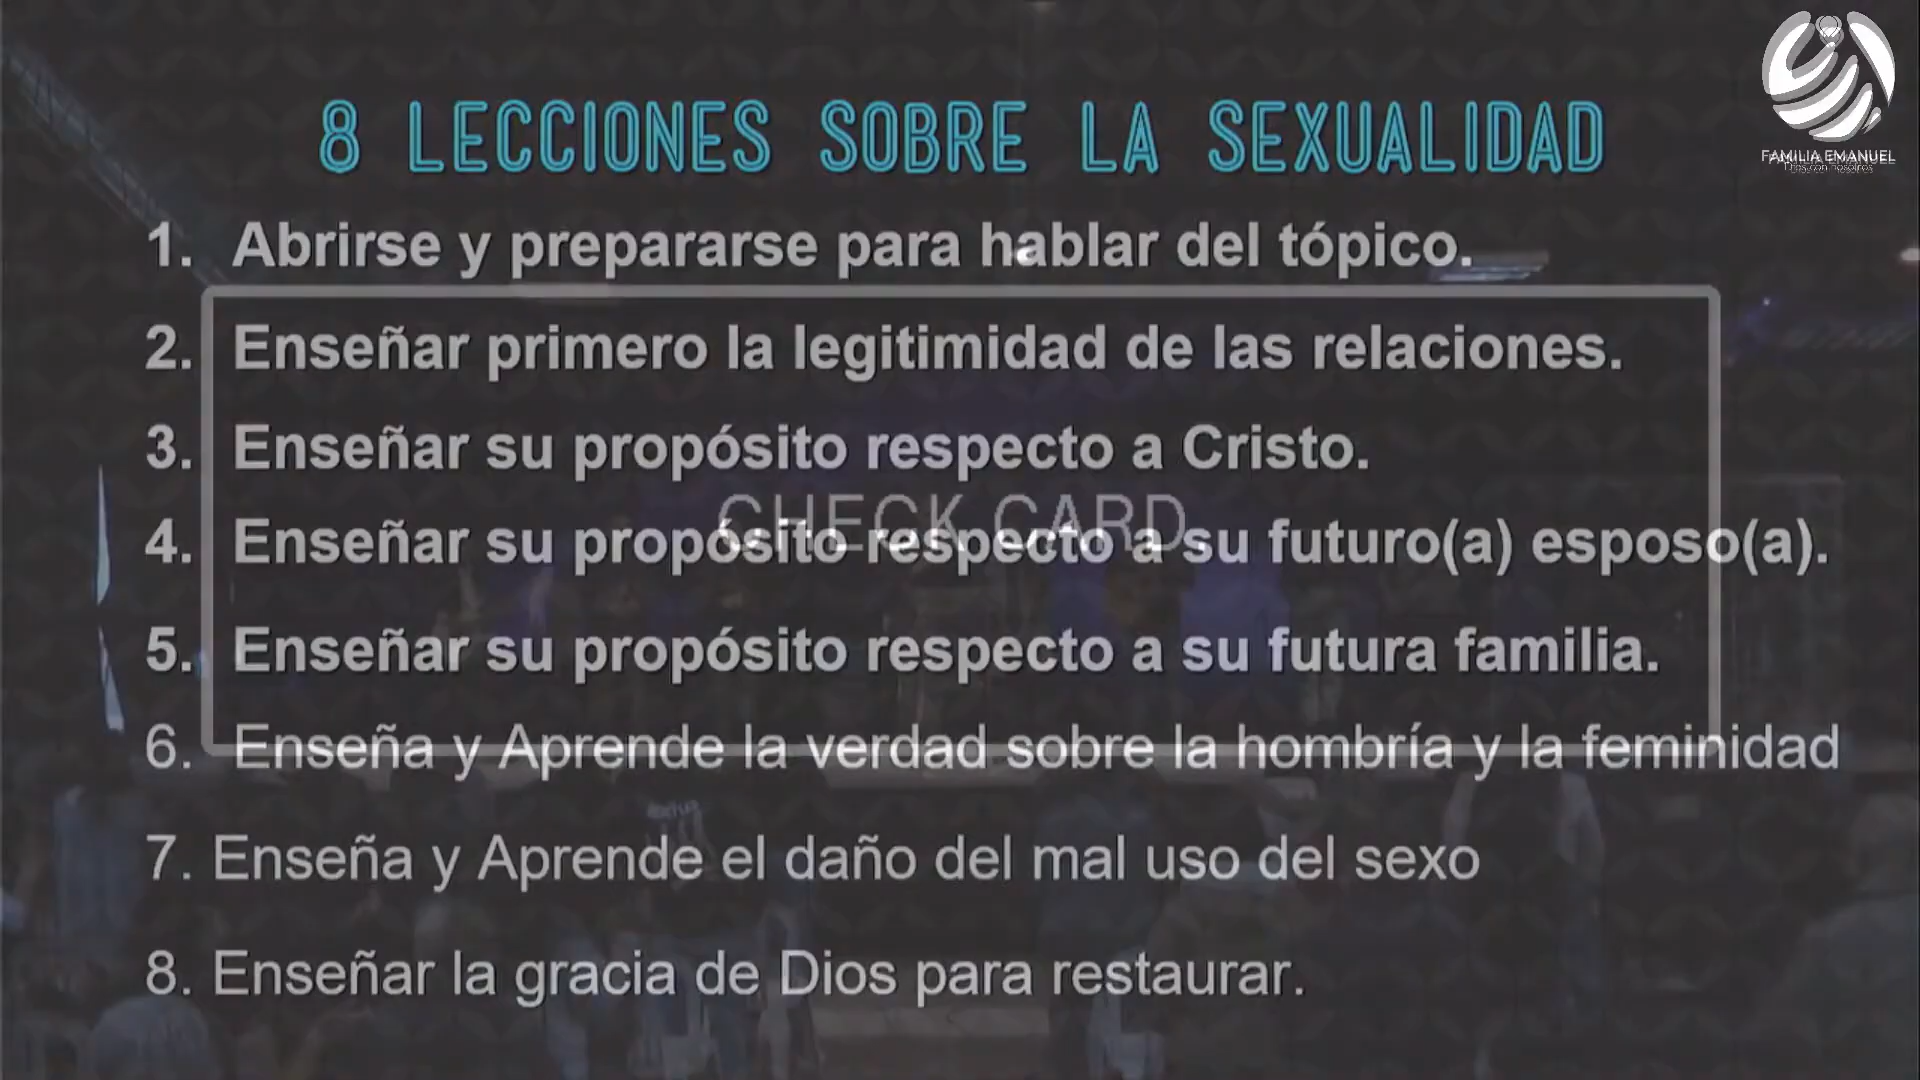 FAMILIA EMANUEL
Dios con nosotros
8 LECCIONES SOBRE LA SEXUALIDAD
1. Abrirse y prepararse para hablar del tópico.
2. Enseñar primero la legitimidad de las relaciones.
3. Enseñar su propósito respecto a Cristo.
CHECK CARD
4. Enseñar su propósito respecto a su futuro(a) esposo(a).
5. Enseñar su propósito respecto a su futura familia.
6. Enseña y Aprende la verdad sobre la hombría y la feminidad
7. Enseña y Aprende el daño del mal uso del sexo
8. Enseñar la gracia de Dios para restaurar.